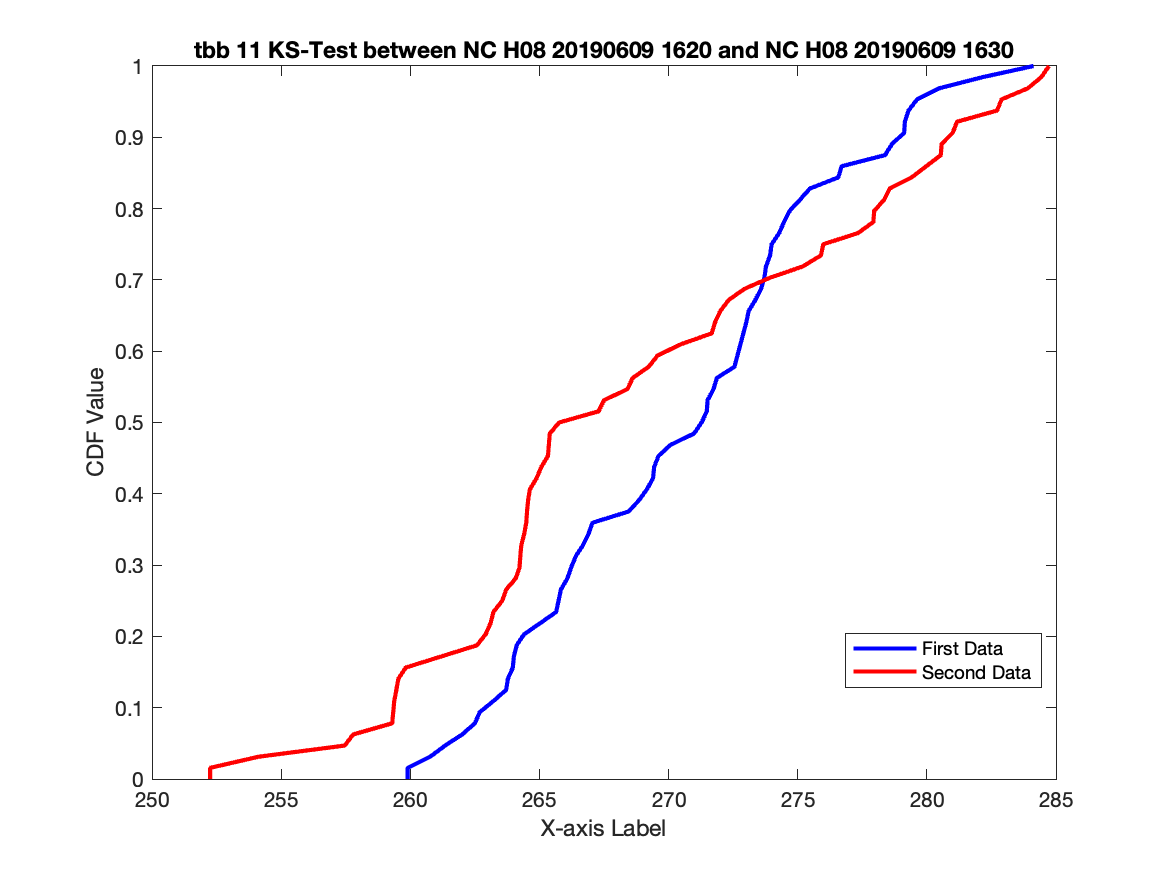 tbb 11 KS-Test between NC H08 20190609 1620 and NC H08 20190609 1630
1
0.9
0.8
0.7
0.6
0.5
0.4
0.3
0.2
0.1
0
CDF Value
First Data
Second Data
250 255 260 265 270 275 280 285
X-axis Label